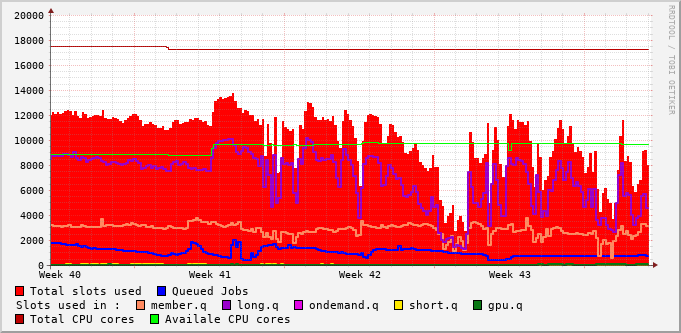 20000
18000
16000
14000
12000
10000
8000
6000
4000
2000
0
Week 40 Week 41 Week 42 Week 43
RRDTOOL / TOBI OETIKER
Total slots used Queued Jobs
Slots used in : member.q long.q ondemand.q short.q gpu.q
Total CPU cores Availale CPU cores